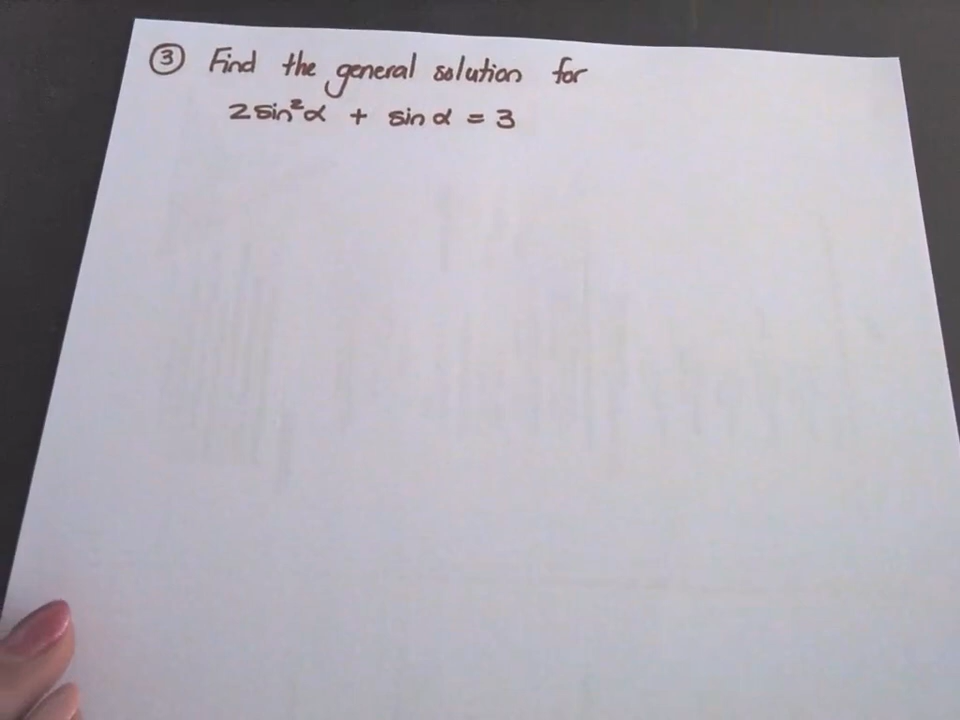 ③ Find the general solution for
2sin²α + sin α = 3